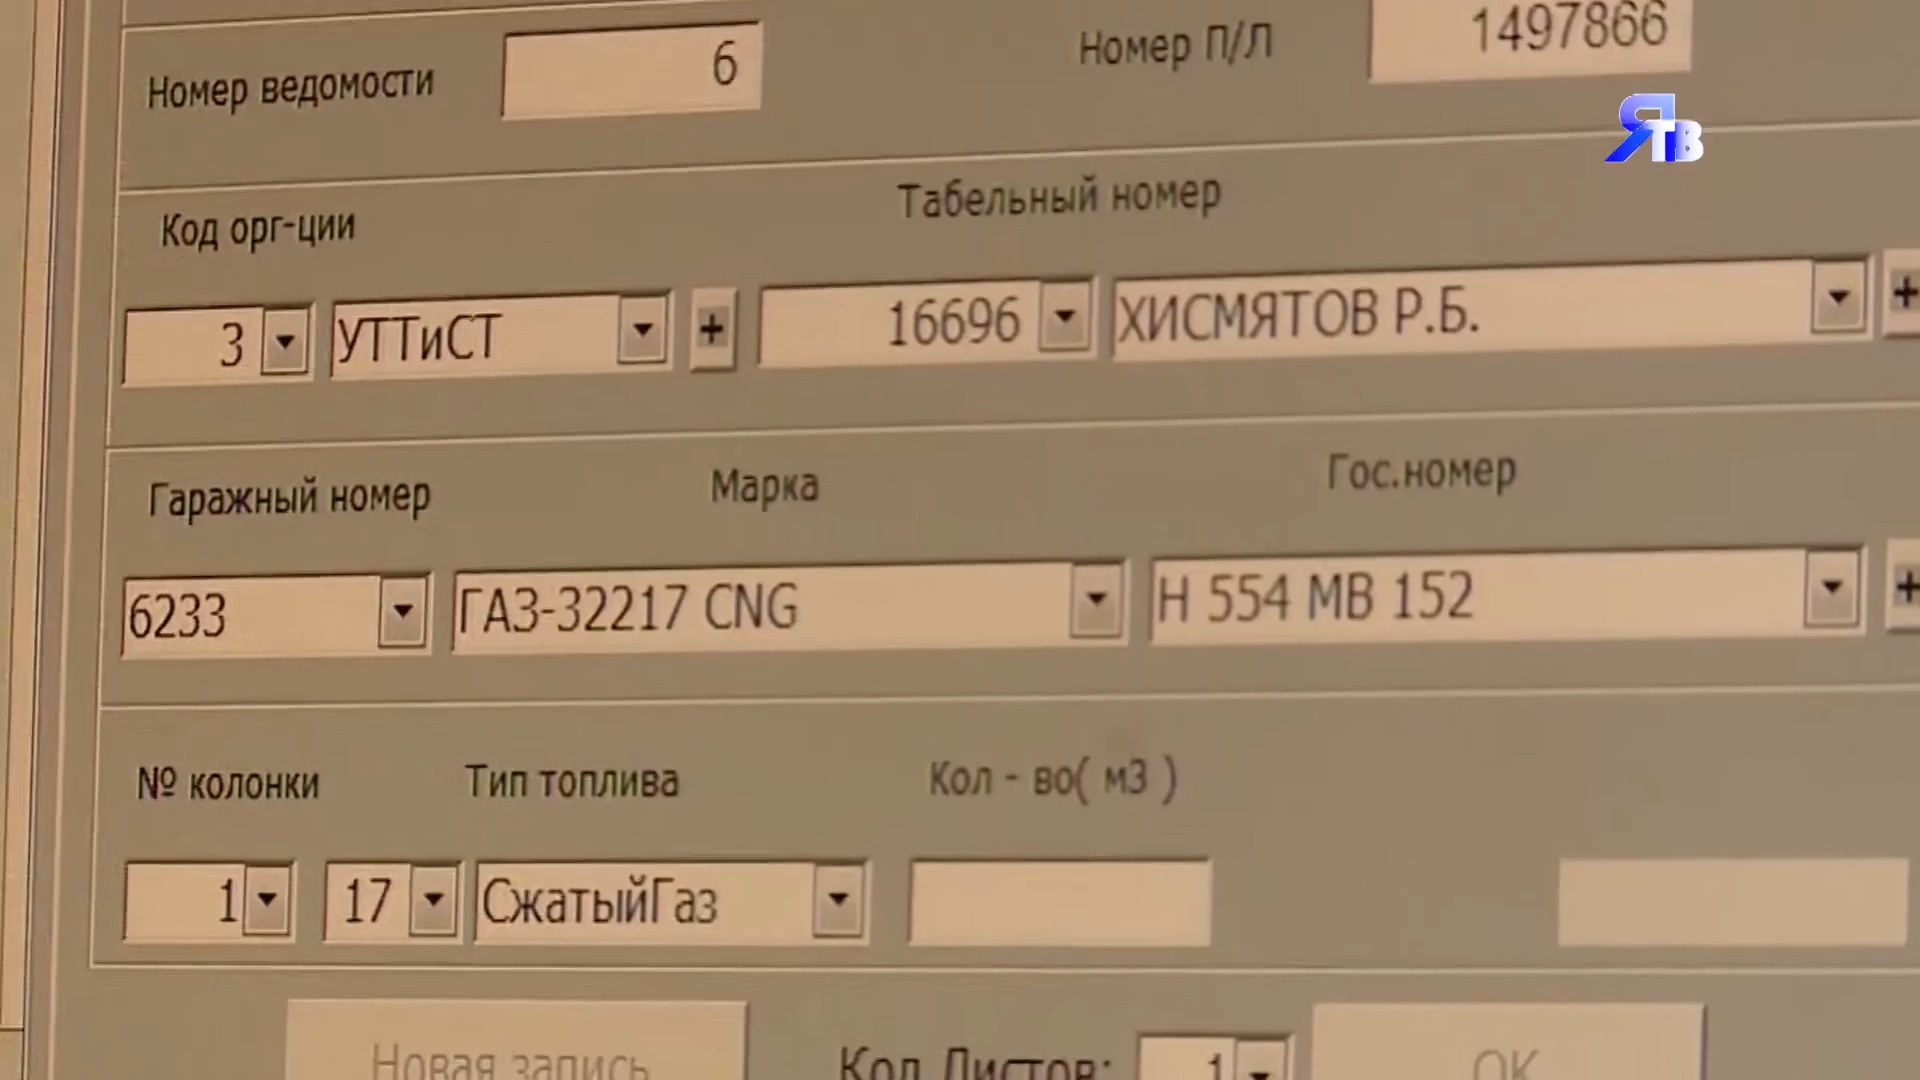 Номер ведомости 6 Номер П/Л 1497866
ЯТВ
Код орг-ции Табельный номер
3 УТТиСТ + 16696 ХИСМЯТОВ Р.Б. +
Гаражный номер Марка Гос.номер
6233 ГАЗ-32217 CNG Н 554 МВ 152 +
№ колонки Тип топлива Кол - во( м3 )
1 17 СжатыйГаз
Новая запись Кол Листов: 1 ОК